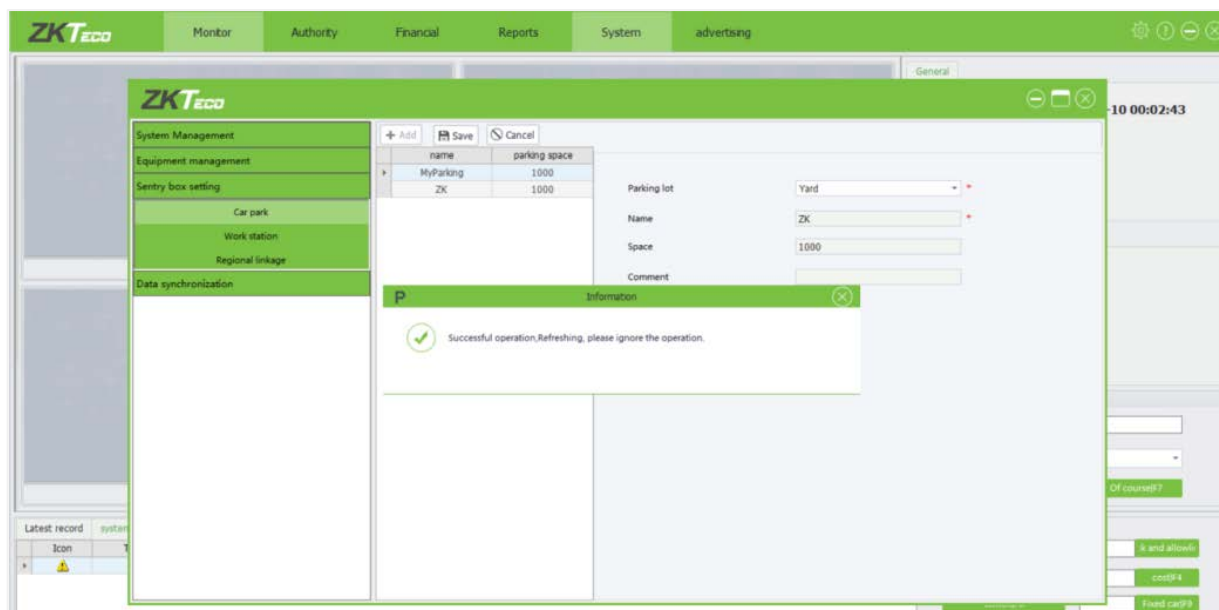 ZKTeco
Monitor Authority Financial Reports System advertising
General
-10 00:02:43
ZKTeco
System Management
Equipment management
Sentry box setting
Car park
Work station
Regional linkage
Data synchronization
Add Save Cancel
name parking space
MyParking 1000
ZK 1000
Parking lot Yard *
Name ZK *
Space 1000
Comment
P Information
Successful operation,Refreshing, please ignore the operation.
Of course|F7
Latest record system
Icon T
k and allowli
cost|F4
Fixed car|F9